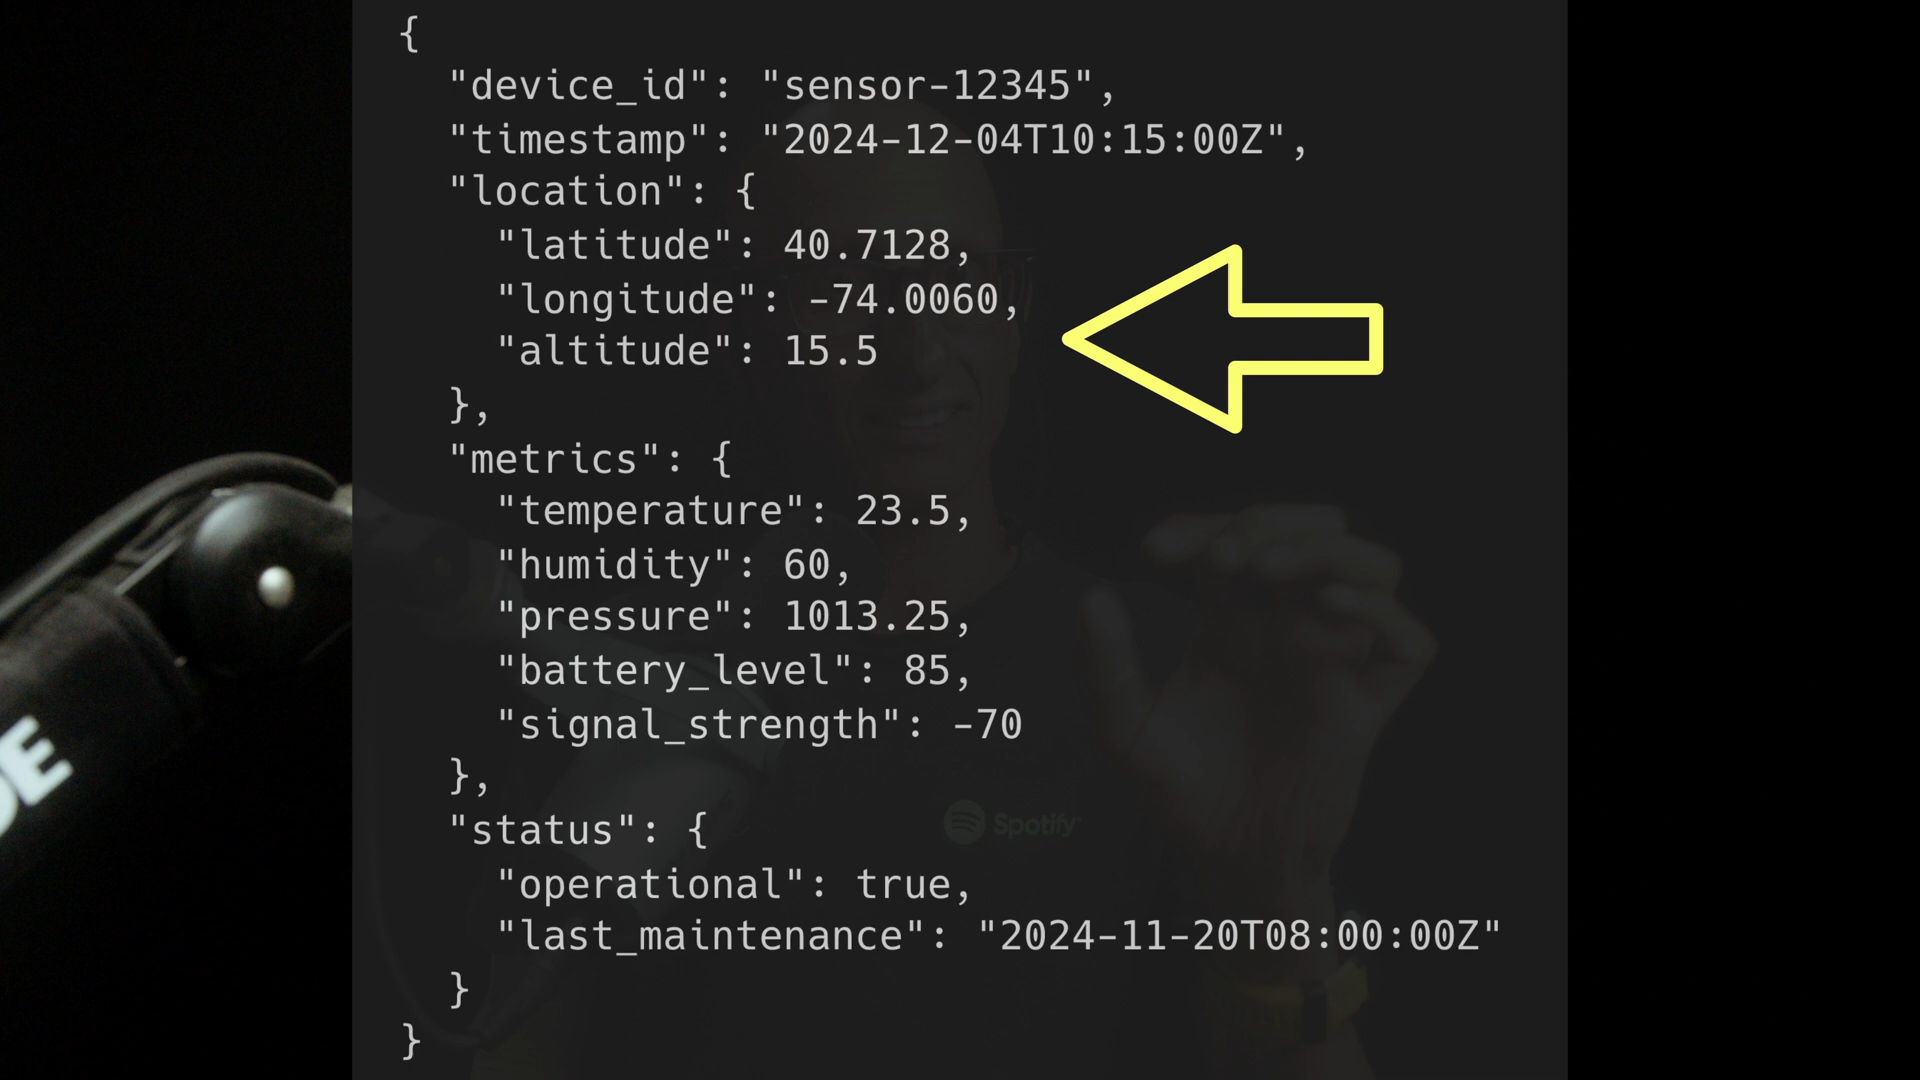 {
  "device_id": "sensor-12345",
  "timestamp": "2024-12-04T10:15:00Z",
  "location": {
    "latitude": 40.7128,
    "longitude": -74.0060,
    "altitude": 15.5
  },
  "metrics": {
    "temperature": 23.5,
    "humidity": 60,
    "pressure": 1013.25,
    "battery_level": 85,
    "signal_strength": -70
  },
  "status": {
    "operational": true,
    "last_maintenance": "2024-11-20T08:00:00Z"
  }
}
Spotify